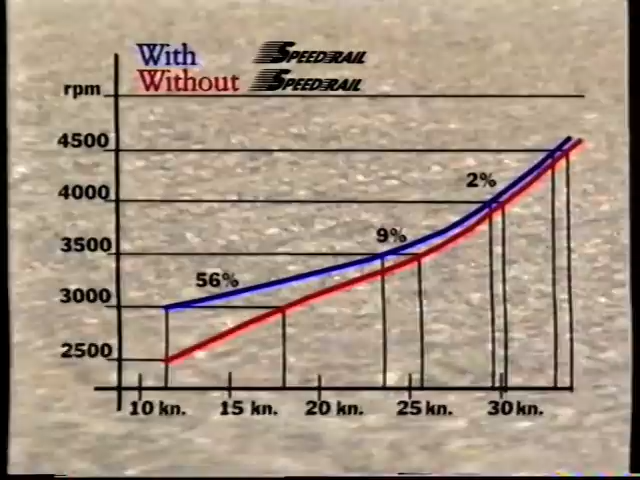 With SPEEDRAIL
Without SPEEDRAIL
rpm
4500
4000
3500
3000
2500
2%
9%
56%
10 kn. 15 kn. 20 kn. 25 kn. 30 kn.